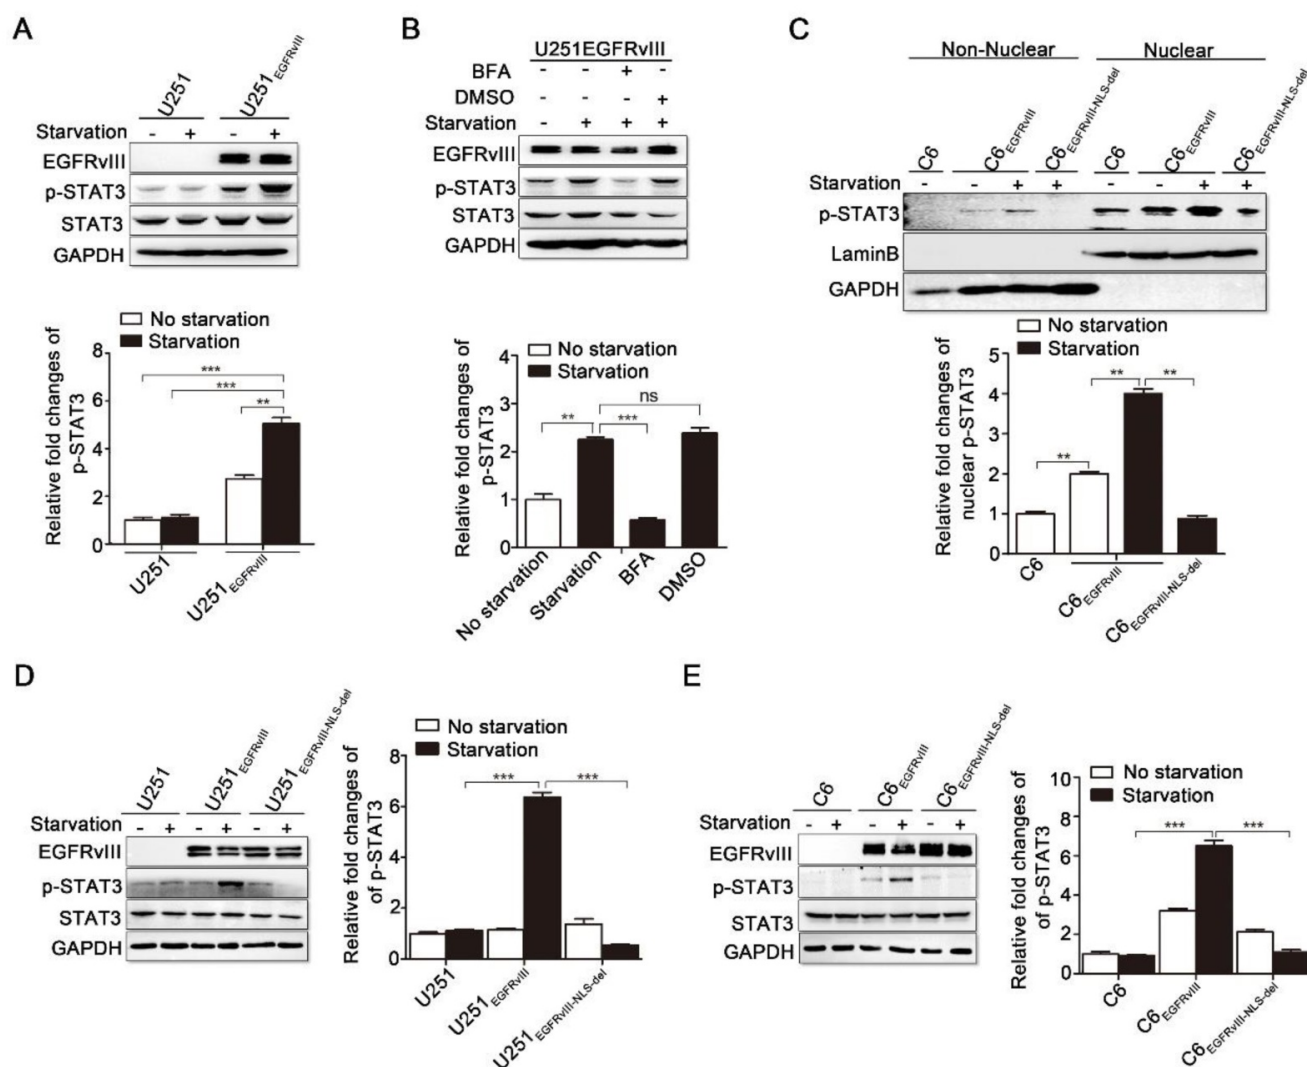 A
U251
U251EGFRvIII
Starvation - + - +
EGFRvIII
p-STAT3
STAT3
GAPDH
No starvation
Starvation
Relative fold changes of
p-STAT3
8
6
4
2
0
***
***
**
U251
U251EGFRvIII
B
U251EGFRvIII
BFA - - + -
DMSO - - - +
Starvation - + + +
EGFRvIII
p-STAT3
STAT3
GAPDH
No starvation
Starvation
Relative fold changes of
p-STAT3
3
2
1
0
ns
** ***
No starvation
Starvation
BFA
DMSO
C
Non-Nuclear Nuclear
C6 C6EGFRvIII C6EGFRvIII-NLS-del C6 C6EGFRvIII C6EGFRvIII-NLS-del
Starvation - - + + - - + +
p-STAT3
LaminB
GAPDH
No starvation
Starvation
Relative fold changes of
nuclear p-STAT3
5
4
3
2
1
0
** **
**
C6
C6EGFRvIII
C6EGFRvIII-NLS-del
D
U251
U251EGFRvIII
U251EGFRvIII-NLS-del
Starvation - + - + - +
EGFRvIII
p-STAT3
STAT3
GAPDH
No starvation
Starvation
Relative fold changes
of p-STAT3
8
6
4
2
0
*** ***
U251
U251EGFRvIII
U251EGFRvIII-NLS-del
E
C6
C6EGFRvIII
C6EGFRvIII-NLS-del
Starvation - + - + - +
EGFRvIII
p-STAT3
STAT3
GAPDH
No starvation
Starvation
Relative fold changes
of p-STAT3
10
8
6
4
2
0
*** ***
C6
C6EGFRvIII
C6EGFRvIII-NLS-del